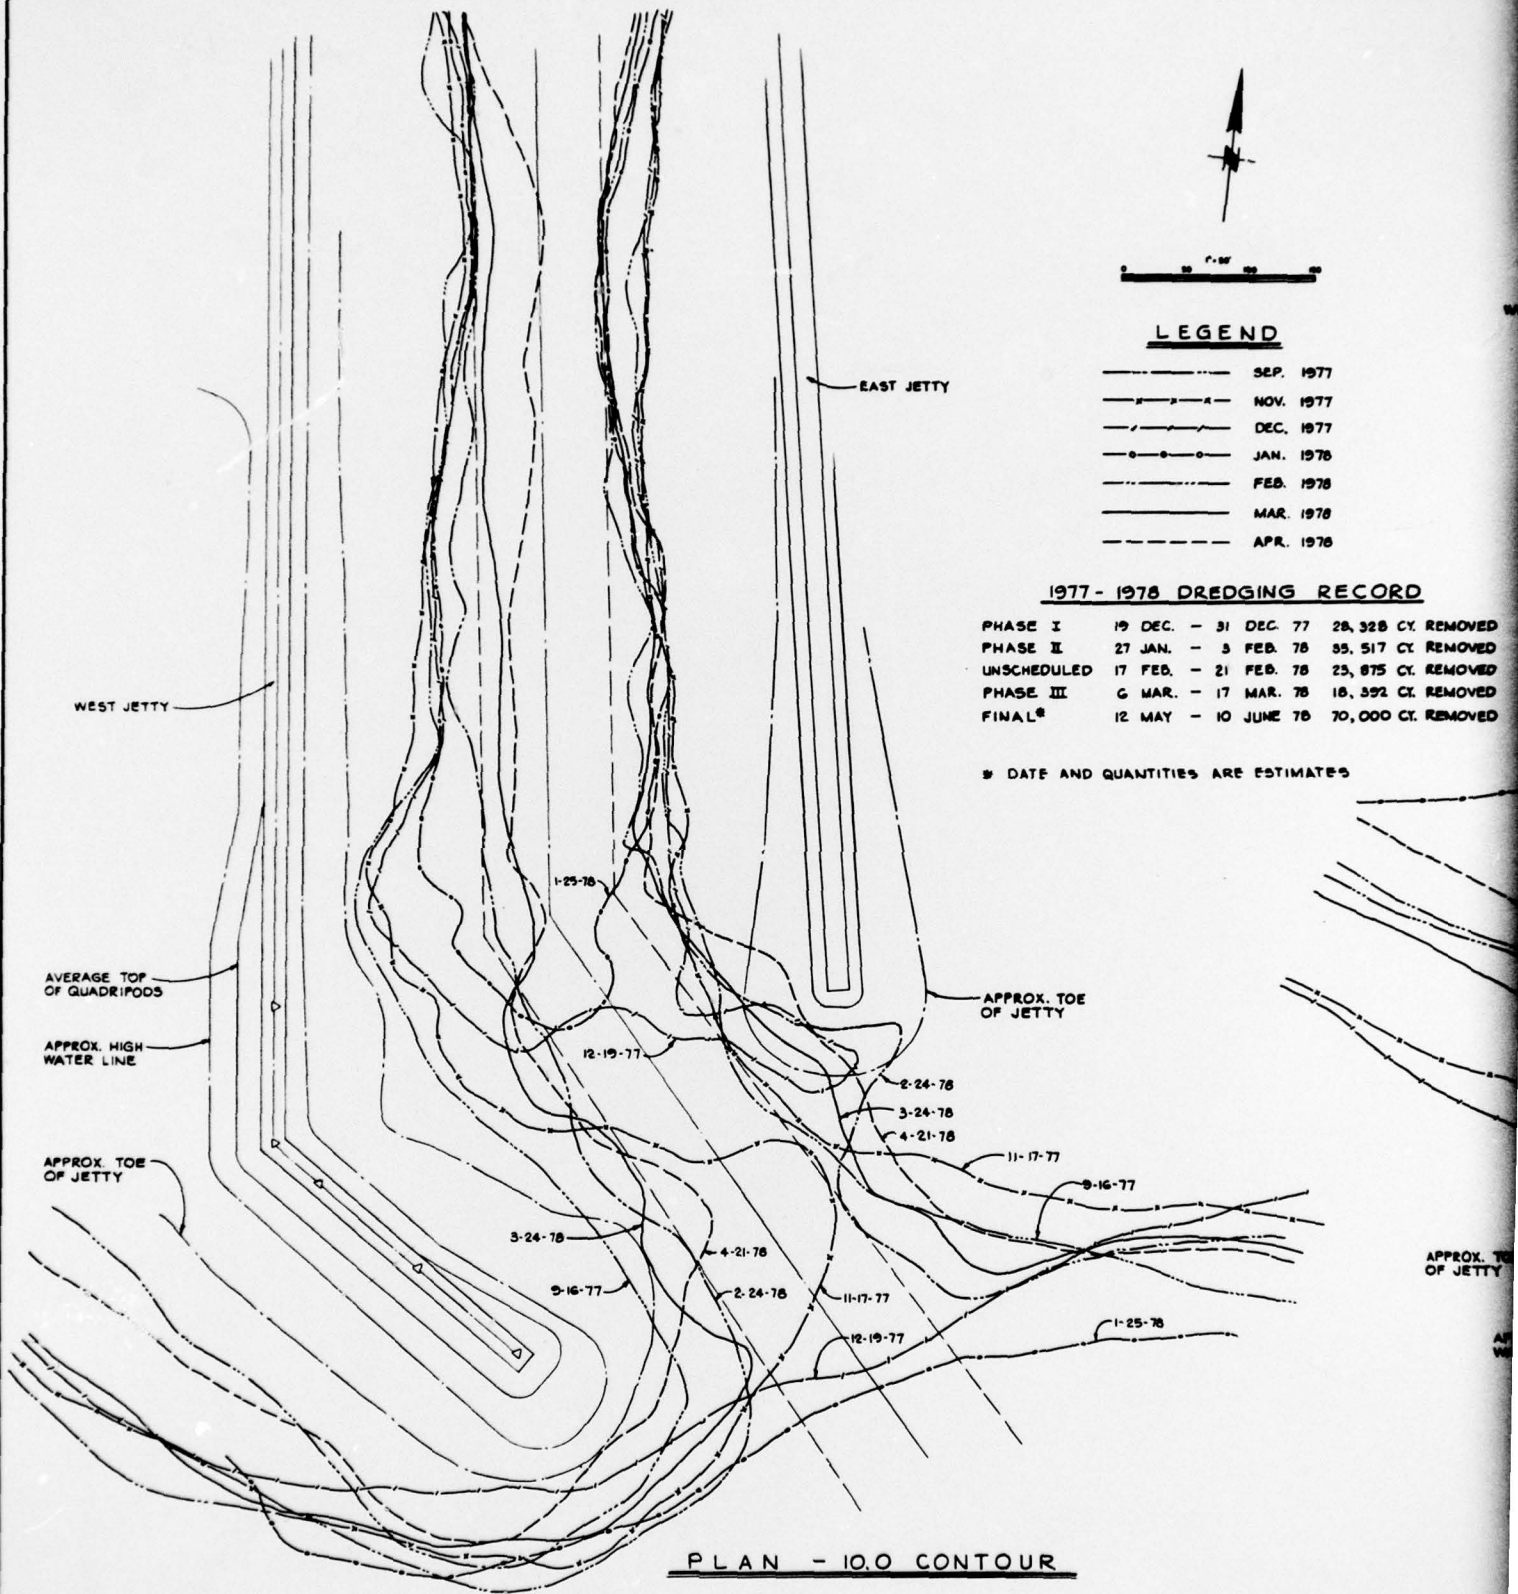 1"=50'
0 50 100 150
LEGEND
SEP. 1977
NOV. 1977
DEC. 1977
JAN. 1978
FEB. 1978
MAR. 1978
APR. 1978
EAST JETTY
1977 - 1978 DREDGING RECORD
PHASE I 19 DEC. - 31 DEC. 77 28,328 CY. REMOVED
PHASE II 27 JAN. - 3 FEB. 78 35,517 CY. REMOVED
UNSCHEDULED 17 FEB. - 21 FEB. 78 23,875 CY. REMOVED
PHASE III 6 MAR. - 17 MAR. 78 18,392 CY. REMOVED
FINAL* 12 MAY - 10 JUNE 78 70,000 CY. REMOVED
* DATE AND QUANTITIES ARE ESTIMATES
WEST JETTY
1-25-78
AVERAGE TOP
OF QUADRIPODS
APPROX. HIGH
WATER LINE
APPROX. TOE
OF JETTY
12-19-77
APPROX. TOE
OF JETTY
2-24-78
3-24-78
4-21-78
11-17-77
9-16-77
3-24-78
4-21-78
9-16-77
2-24-78
11-17-77
12-19-77
1-25-78
APPROX. TO
OF JETTY
PLAN - 10.0 CONTOUR